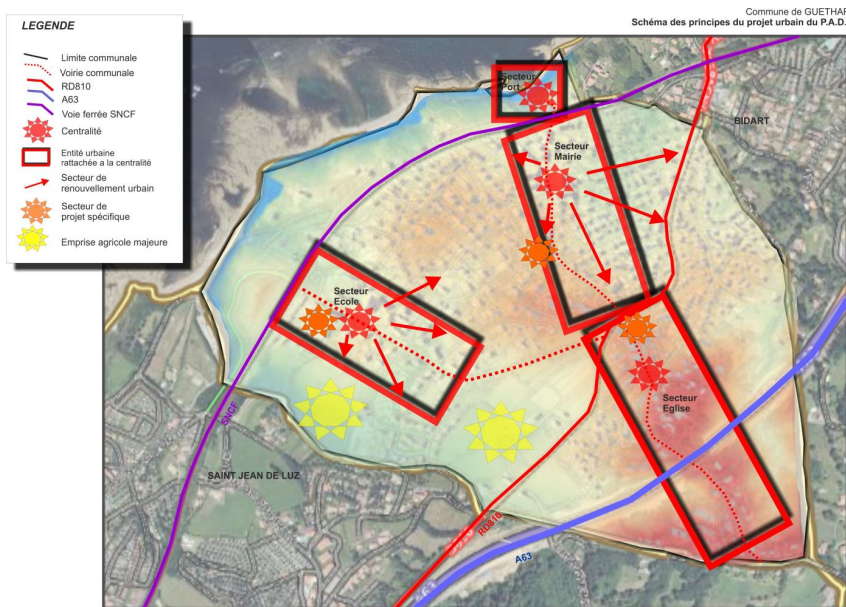 Commune de GUETHAR
Schéma des principes du projet urbain du P.A.D.
LEGENDE
Limite communale
Voirie communale
RD810
A63
Voie ferrée SNCF
Centralité
Entité urbaine
rattachée a la centralité
Secteur de
renouvellement urbain
Secteur de
projet spécifique
Emprise agricole majeure
Secteur
Port
BIDART
Secteur
Mairie
Secteur
Ecole
Secteur
Eglise
SNCF
SAINT JEAN DE LUZ
RD810
A63